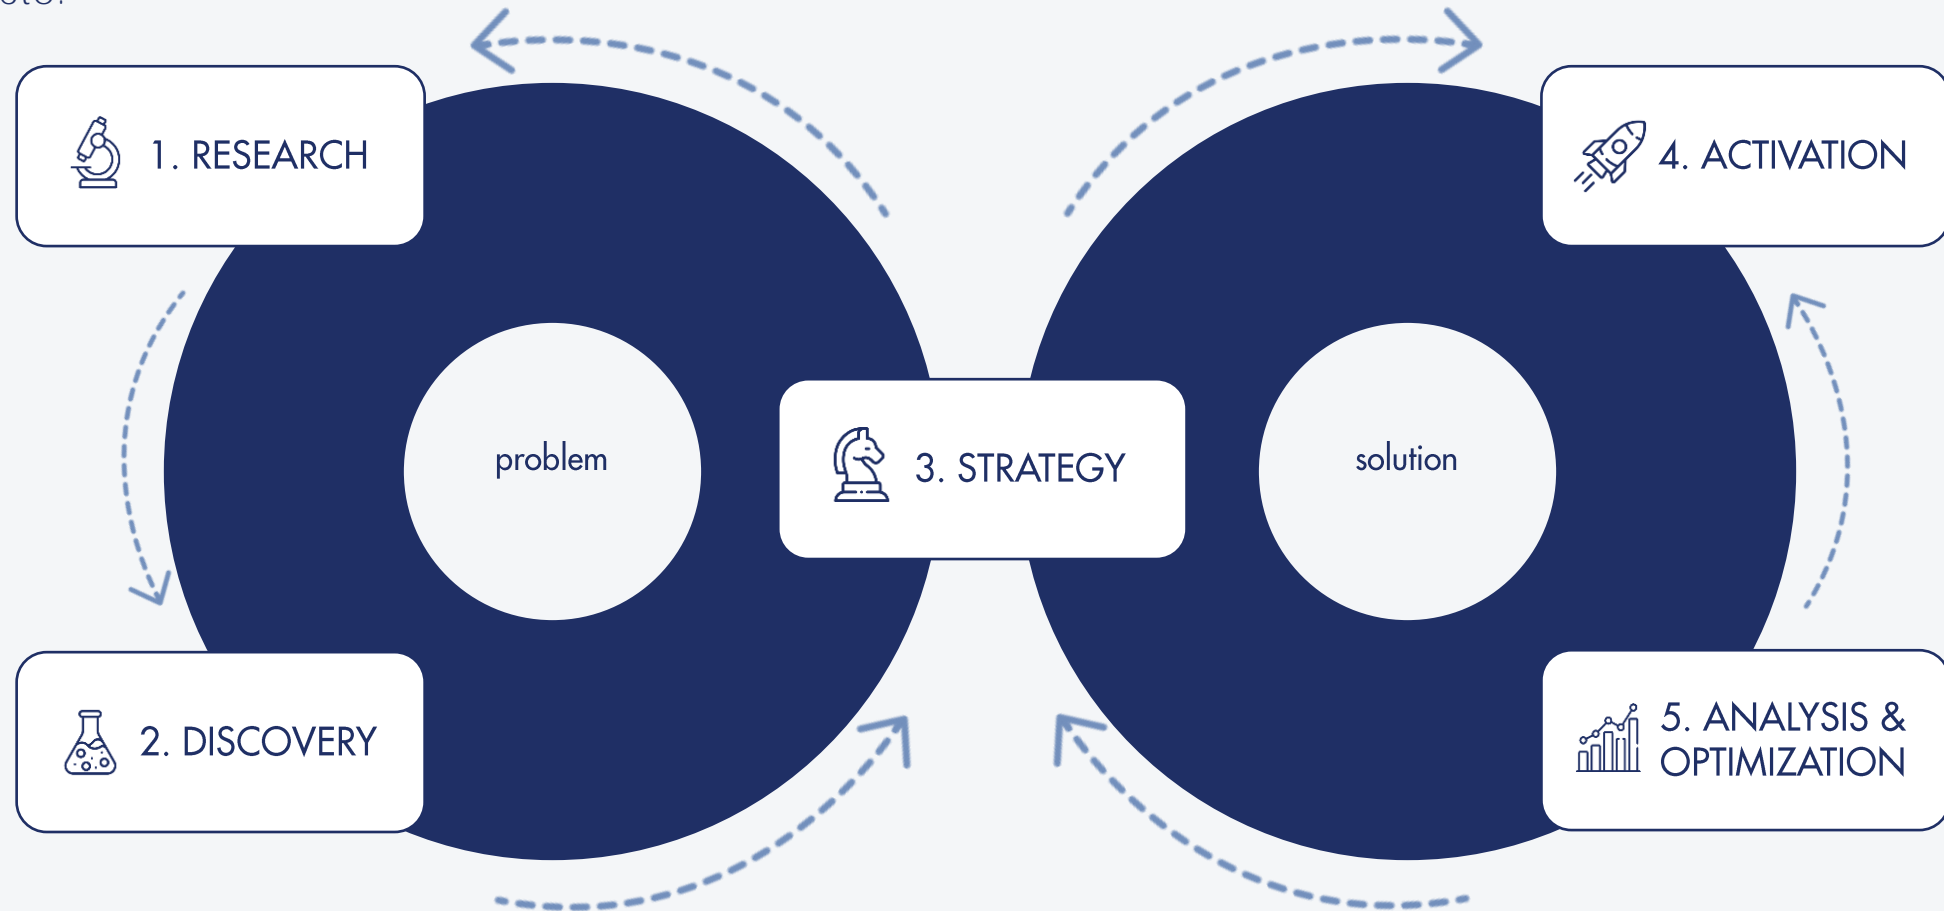 1. RESEARCH
4. ACTIVATION
problem
3. STRATEGY
solution
2. DISCOVERY
5. ANALYSIS &
OPTIMIZATION